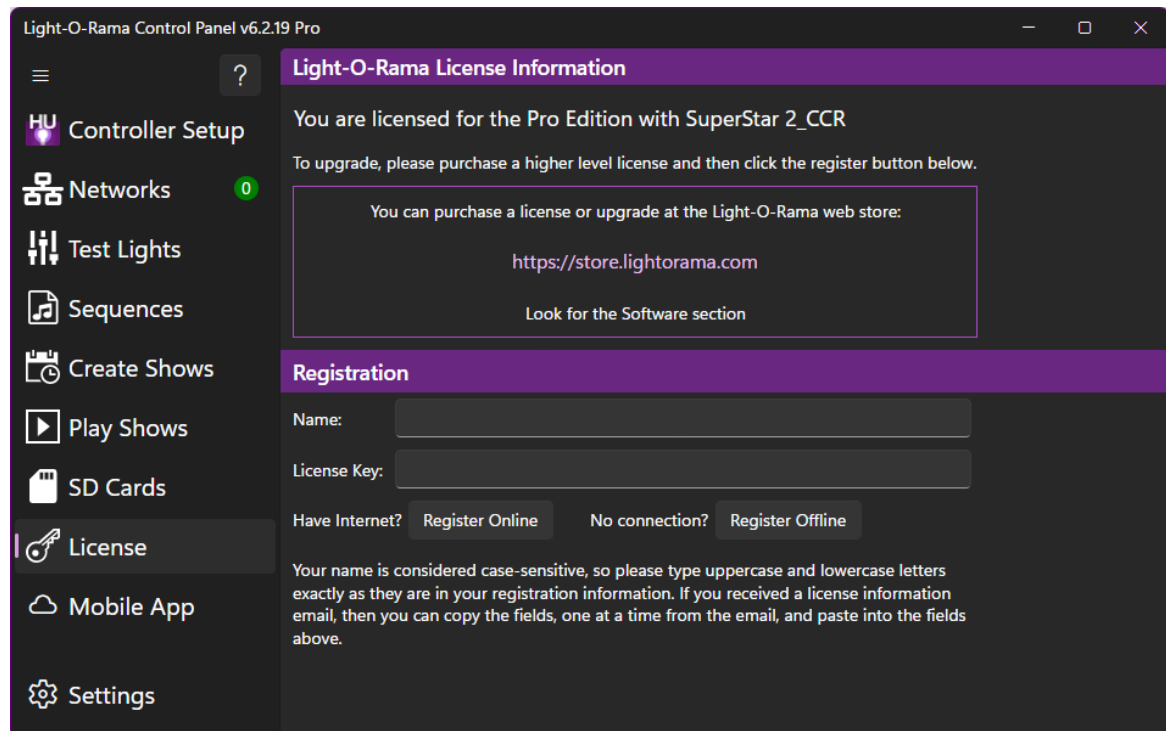 Light-O-Rama Control Panel v6.2.19 Pro
?
HU
Controller Setup
Networks
0
Test Lights
Sequences
Create Shows
Play Shows
SD Cards
License
Mobile App
Settings
Light-O-Rama License Information
You are licensed for the Pro Edition with SuperStar 2_CCR
To upgrade, please purchase a higher level license and then click the register button below.
You can purchase a license or upgrade at the Light-O-Rama web store:
https://store.lightorama.com
Look for the Software section
Registration
Name:
License Key:
Have Internet? Register Online No connection? Register Offline
Your name is considered case-sensitive, so please type uppercase and lowercase letters
exactly as they are in your registration information. If you received a license information
email, then you can copy the fields, one at a time from the email, and paste into the fields
above.